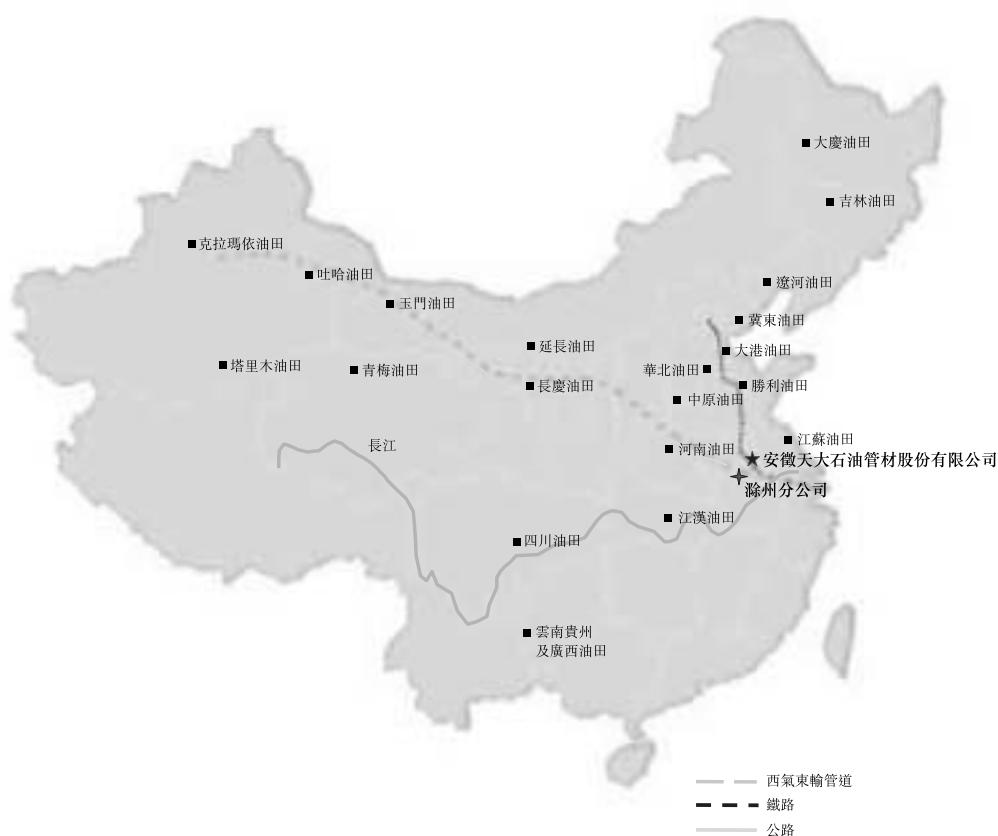 大慶油田
吉林油田
克拉瑪依油田
吐哈油田
遼河油田
玉門油田
冀東油田
延長油田
大港油田
塔里木油田
青梅油田
華北油田
長慶油田
勝利油田
中原油田
江蘇油田
長江
河南油田
安徽天大石油管材股份有限公司
滁州分公司
江漢油田
四川油田
雲南貴州
及廣西油田
西氣東輸管道
鐵路
公路